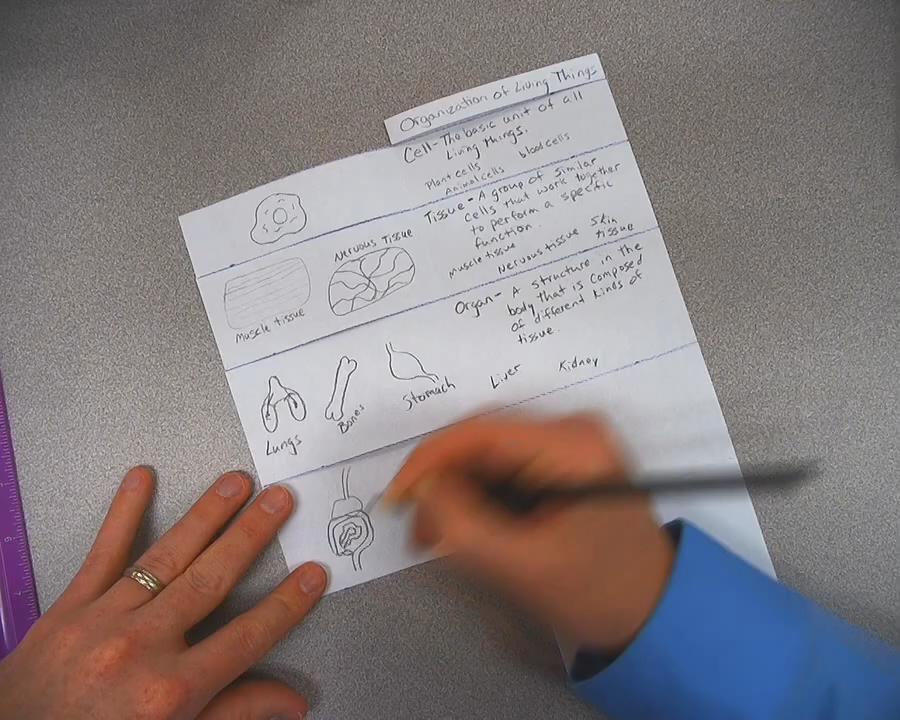 Organization of Living Things
Cell-The basic unit of all
Living things.
Plant cells
Animal cells
blood cells
Tissue-A group of similar
cells that work together
to perform a specific
function.
Muscle tissue
Nervous tissue
Skin
tissue
Nervous Tissue
Muscle tissue
Organ- A structure in the
body that is composed
of different kinds of
tissue.
Lungs
Bones
Stomach
Liver
Kidney